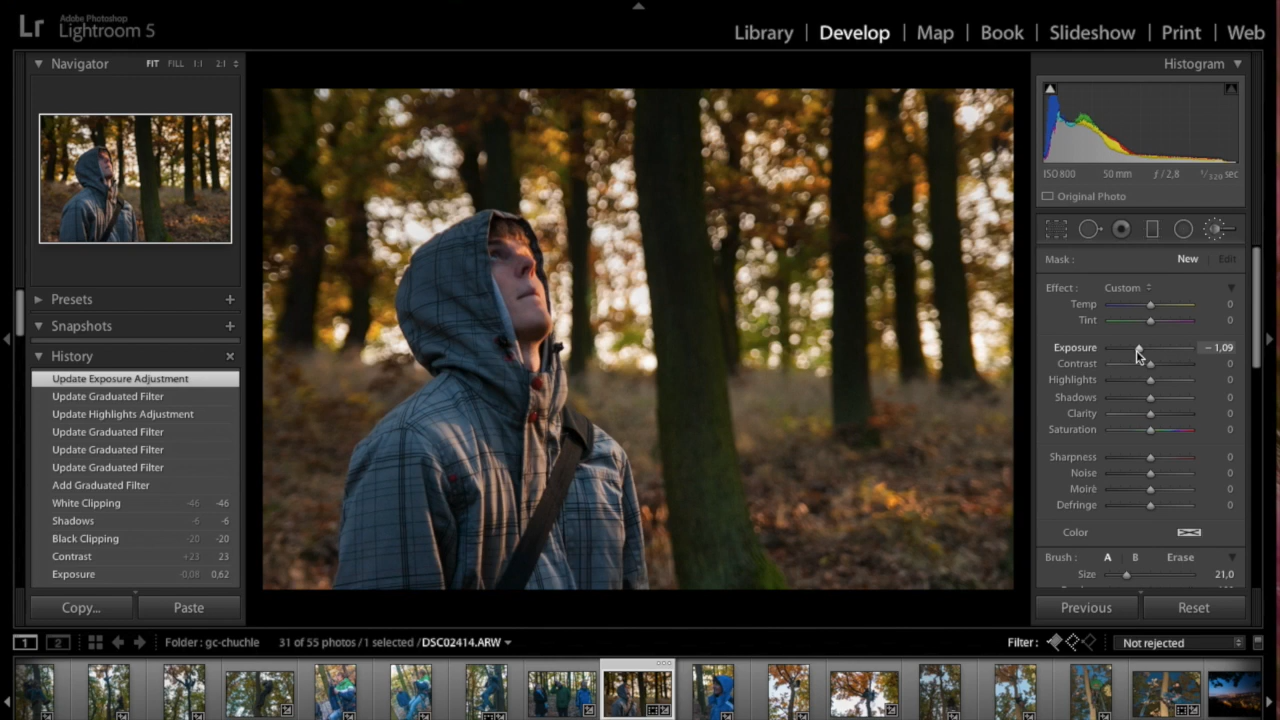 Lr Adobe Photoshop
Lightroom 5
Library | Develop | Map | Book | Slideshow | Print | Web
Navigator FIT FILL 1:1 2:1
Presets
Snapshots
History
Update Exposure Adjustment
Update Graduated Filter
Update Highlights Adjustment
Update Graduated Filter
Update Graduated Filter
Update Graduated Filter
Add Graduated Filter
White Clipping -46 -46
Shadows -6 -6
Black Clipping -20 -20
Contrast +23 23
Exposure -0,08 0,62
Copy... Paste
Histogram
ISO 800 50 mm ƒ / 2,8 1/320 sec
Original Photo
Mask : New Edit
Effect : Custom
Temp 0
Tint 0
Exposure – 1,09
Contrast 0
Highlights 0
Shadows 0
Clarity 0
Saturation 0
Sharpness 0
Noise 0
Moirè 0
Defringe 0
Color
Brush : A B Erase
Size 21,0
Previous Reset
1 2 Folder : gc-chuchle 31 of 55 photos / 1 selected / DSC02414.ARW Filter : Not rejected